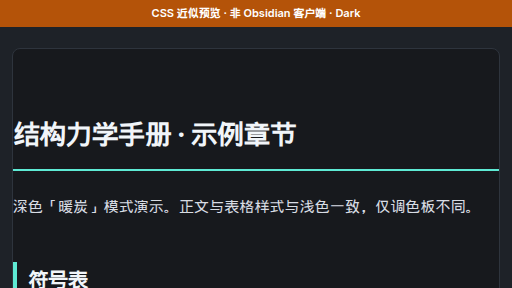 CSS 近似预览 · 非 Obsidian 客户端 · Dark
结构力学手册 · 示例章节
深色「暖炭」模式演示。正文与表格样式与浅色一致，仅调色板不同。
符号表